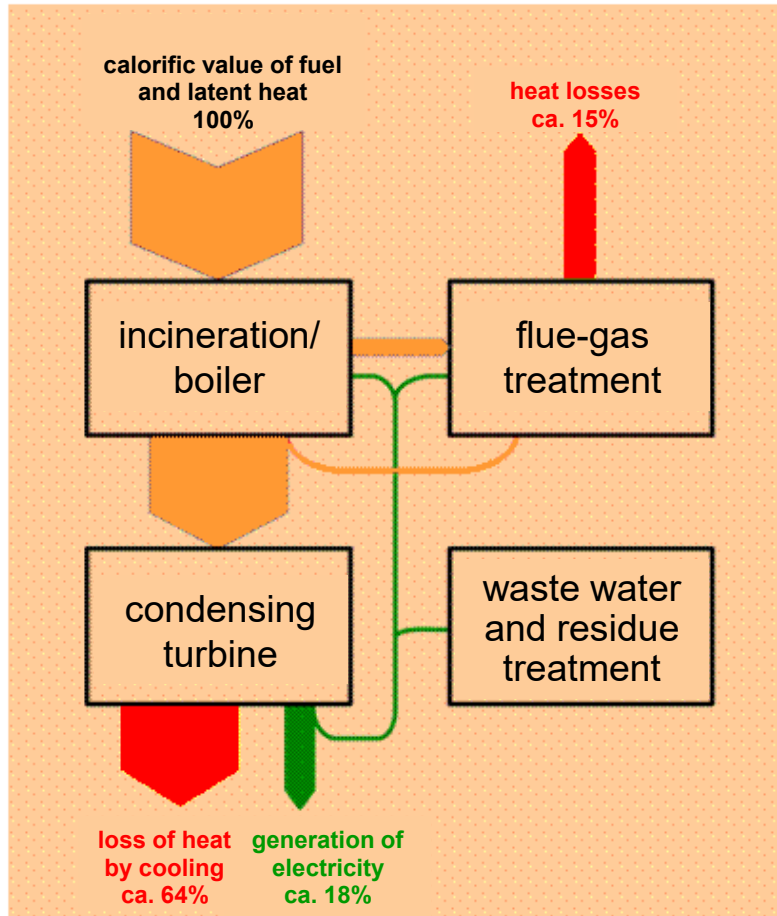 calorific value of fuel
and latent heat
100%
heat losses
ca. 15%
incineration/
boiler
flue-gas
treatment
condensing
turbine
waste water
and residue
treatment
loss of heat
by cooling
ca. 64%
generation of
electricity
ca. 18%